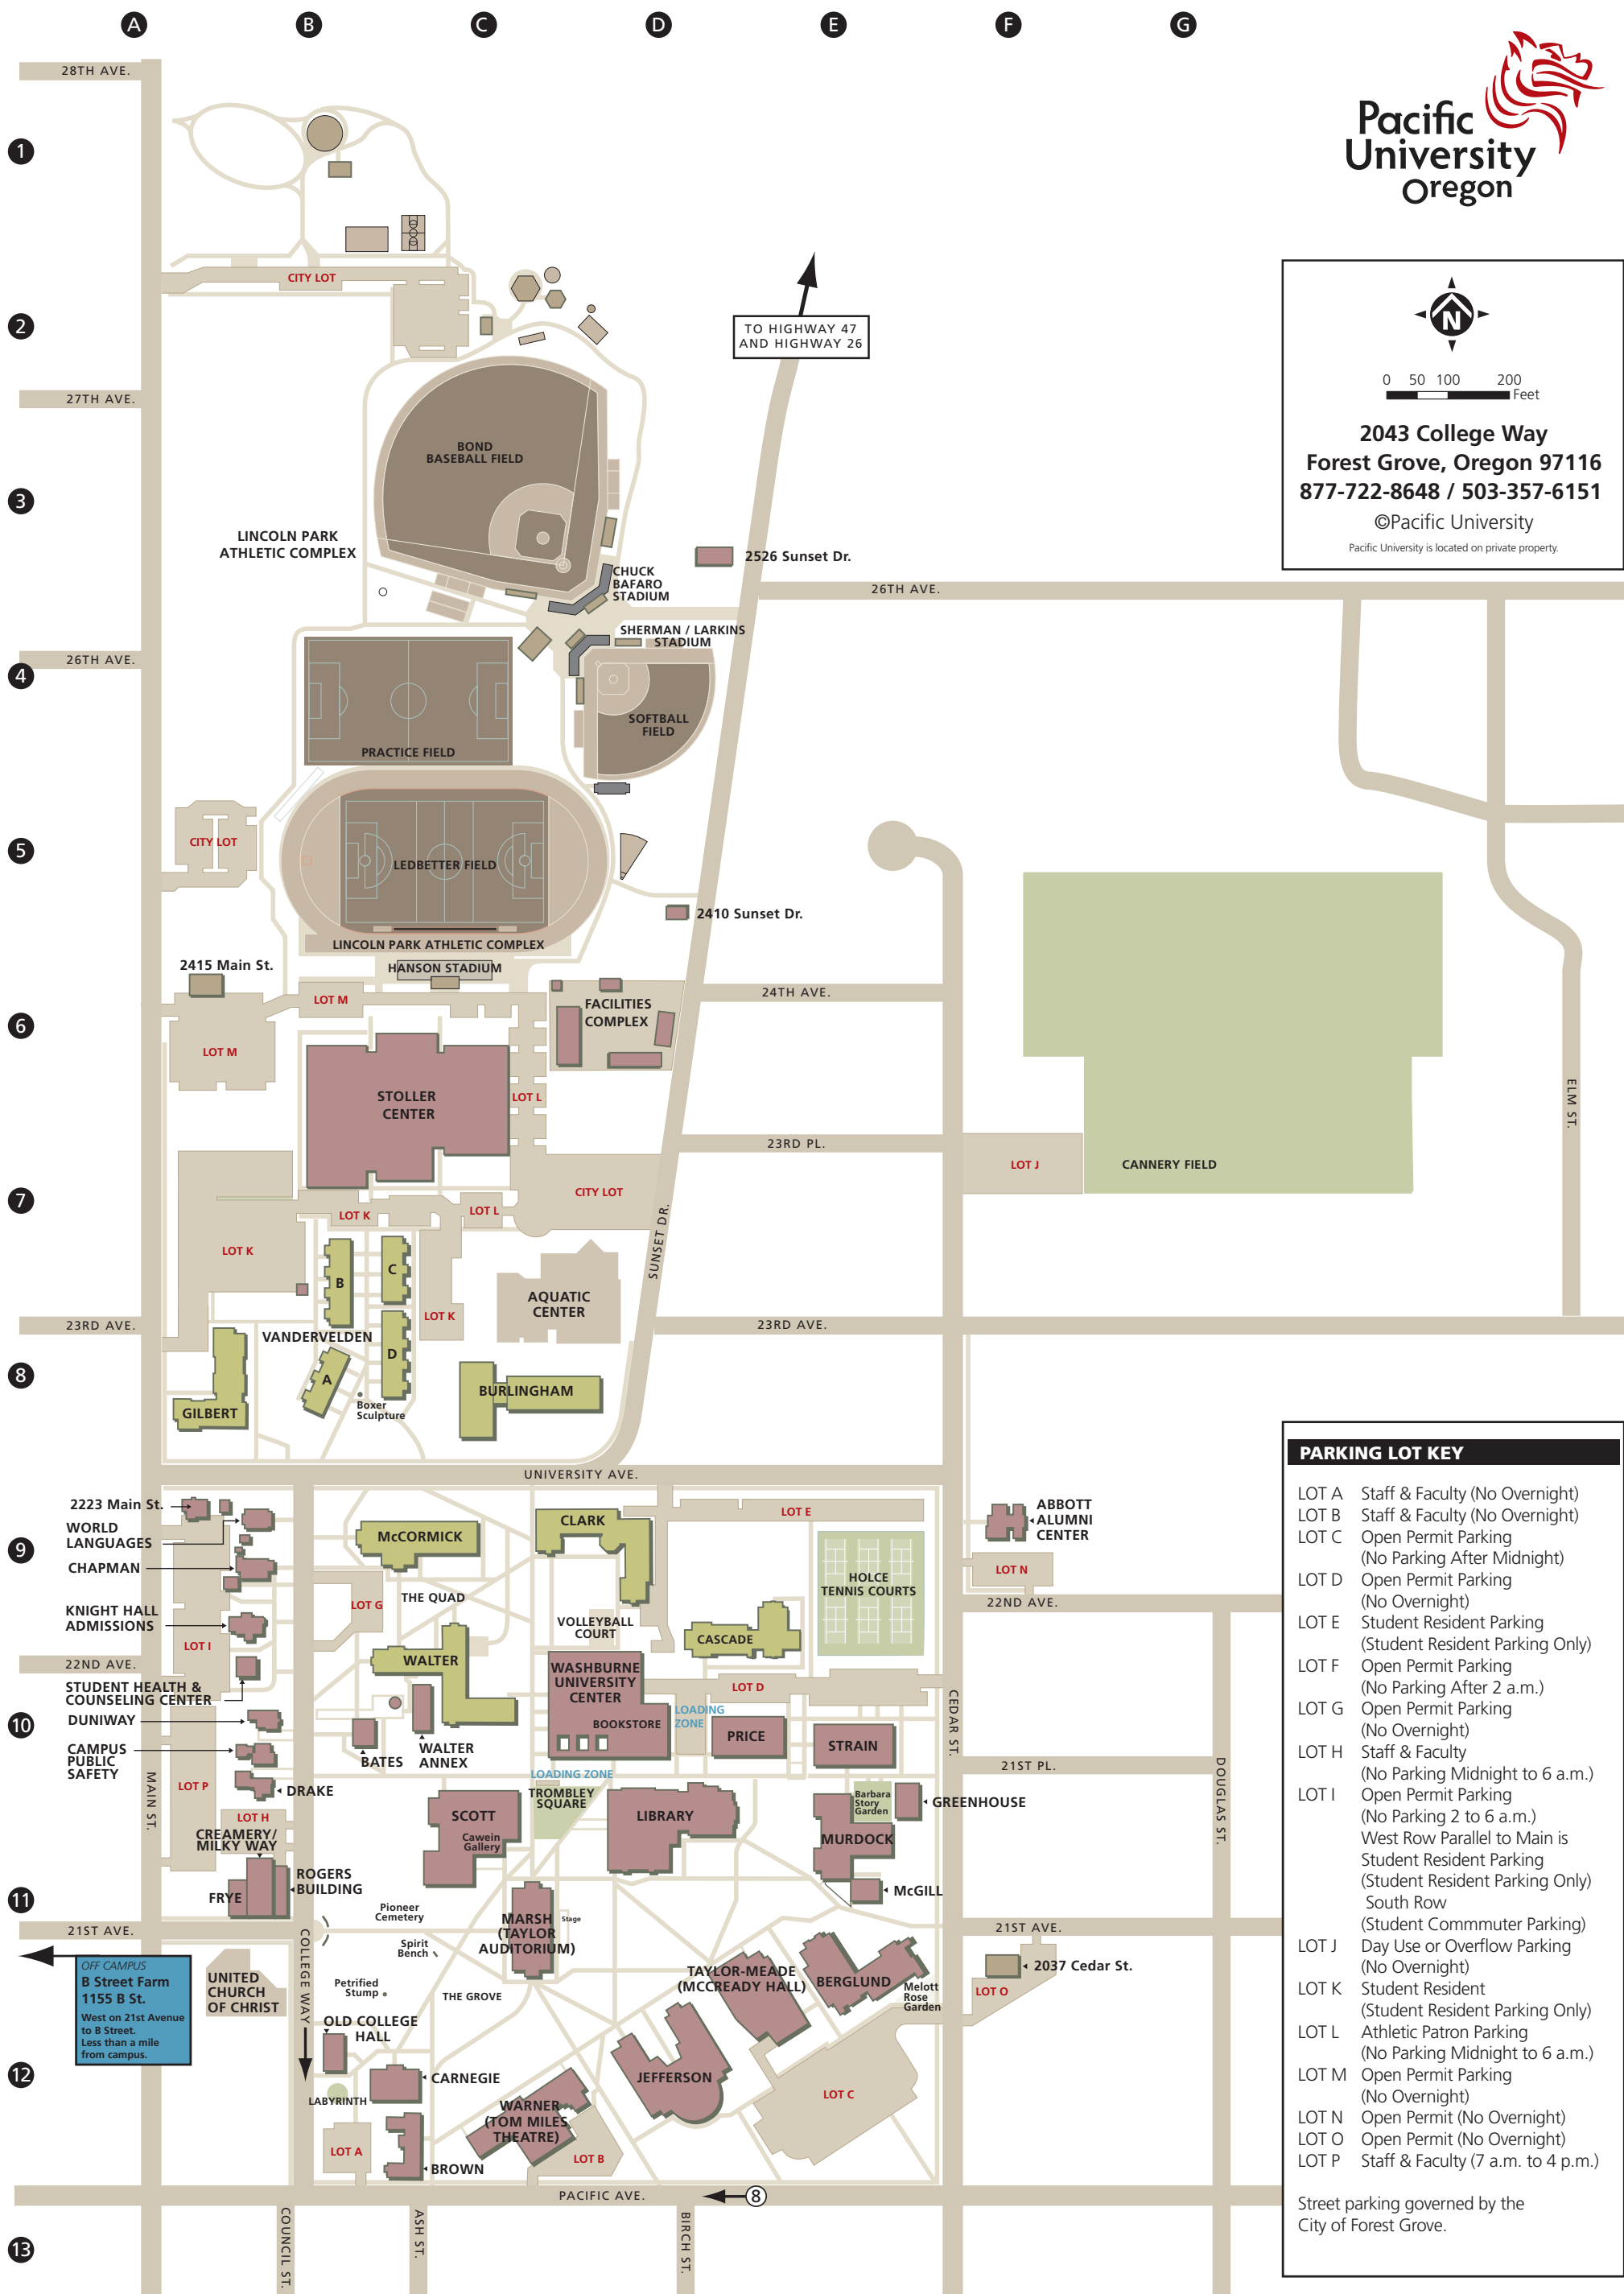 A B C D E F G
28TH AVE.
Pacific
University
Oregon
1
CITY LOT
2
TO HIGHWAY 47
AND HIGHWAY 26
N
0 50 100 200
Feet
2043 College Way
Forest Grove, Oregon 97116
877-722-8648 / 503-357-6151
©Pacific University
Pacific University is located on private property.
27TH AVE.
BOND
BASEBALL FIELD
3
LINCOLN PARK
ATHLETIC COMPLEX
2526 Sunset Dr.
CHUCK
BAFARO
STADIUM
26TH AVE.
SHERMAN / LARKINS
STADIUM
26TH AVE.
4
SOFTBALL
FIELD
PRACTICE FIELD
CITY LOT
5
LEDBETTER FIELD
2410 Sunset Dr.
LINCOLN PARK ATHLETIC COMPLEX
2415 Main St.
HANSON STADIUM
LOT M
24TH AVE.
FACILITIES
COMPLEX
6
LOT M
STOLLER
CENTER
LOT L
ELM ST.
23RD PL.
LOT J
CANNERY FIELD
CITY LOT
7
LOT K
LOT L
SUNSET DR.
LOT K
B
C
AQUATIC
CENTER
LOT K
23RD AVE.
23RD AVE.
VANDERVELDEN
D
8
A
BURLINGHAM
Boxer
Sculpture
GILBERT
UNIVERSITY AVE.
PARKING LOT KEY
LOT A Staff & Faculty (No Overnight)
LOT B Staff & Faculty (No Overnight)
LOT C Open Permit Parking
(No Parking After Midnight)
LOT D Open Permit Parking
(No Overnight)
LOT E Student Resident Parking
(Student Resident Parking Only)
LOT F Open Permit Parking
(No Parking After 2 a.m.)
LOT G Open Permit Parking
(No Overnight)
LOT H Staff & Faculty
(No Parking Midnight to 6 a.m.)
LOT I Open Permit Parking
(No Parking 2 to 6 a.m.)
West Row Parallel to Main is
Student Resident Parking
(Student Resident Parking Only)
South Row
(Student Commmuter Parking)
LOT J Day Use or Overflow Parking
(No Overnight)
LOT K Student Resident
(Student Resident Parking Only)
LOT L Athletic Patron Parking
(No Parking Midnight to 6 a.m.)
LOT M Open Permit Parking
(No Overnight)
LOT N Open Permit (No Overnight)
LOT O Open Permit (No Overnight)
LOT P Staff & Faculty (7 a.m. to 4 p.m.)
Street parking governed by the
City of Forest Grove.
2223 Main St.
WORLD
LANGUAGES
9
CHAPMAN
McCORMICK
CLARK
LOT E
ABBOTT
ALUMNI
CENTER
HOLCE
TENNIS COURTS
LOT N
22ND AVE.
KNIGHT HALL
ADMISSIONS
LOT G
THE QUAD
VOLLEYBALL
COURT
CASCADE
LOT I
22ND AVE.
WALTER
WASHBURNE
UNIVERSITY
CENTER
BOOKSTORE
LOT D
LOADING
ZONE
STUDENT HEALTH &
COUNSELING CENTER
10
DUNIWAY
CAMPUS
PUBLIC
SAFETY
BATES
WALTER
ANNEX
PRICE
STRAIN
CEDAR ST.
21ST PL.
DOUGLAS ST.
MAIN ST.
LOT P
DRAKE
LOADING ZONE
TROMBLEY
SQUARE
LOT H
CREAMERY/
MILKY WAY
SCOTT
Cawein
Gallery
LIBRARY
Barbara
Story
Garden
GREENHOUSE
MURDOCK
ROGERS
BUILDING
FRYE
11
McGILL
Pioneer
Cemetery
MARSH
(TAYLOR
AUDITORIUM)
Stage
21ST AVE.
21ST AVE.
COLLEGE WAY
Spirit
Bench
OFF CAMPUS
B Street Farm
1155 B St.
West on 21st Avenue
to B Street.
Less than a mile
from campus.
UNITED
CHURCH
OF CHRIST
Petrified
Stump
THE GROVE
TAYLOR-MEADE
(MCCREADY HALL)
BERGLUND
Melott
Rose
Garden
2037 Cedar St.
LOT O
OLD COLLEGE
HALL
12
CARNEGIE
JEFFERSON
LOT C
LABYRINTH
WARNER
(TOM MILES
THEATRE)
LOT A
LOT B
BROWN
PACIFIC AVE.
8
13
COUNCIL ST.
ASH ST.
BIRCH ST.